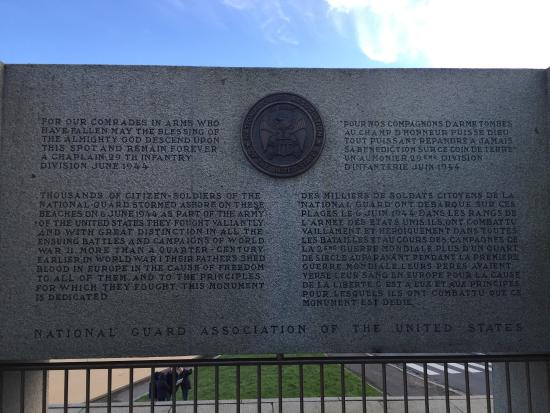 FOR OUR COMRADES IN ARMS WHO
HAVE FALLEN MAY THE BLESSING OF
THE ALMIGHTY GOD DESCEND UPON
THIS SPOT AND REMAIN FOREVER
A CHAPLAIN, 29TH INFANTRY
DIVISION JUNE 1944
THOUSANDS OF CITIZEN-SOLDIERS OF THE
NATIONAL GUARD STORMED ASHORE ON THESE
BEACHES ON 6 JUNE 1944 AS PART OF THE ARMY
OF THE UNITED STATES. THEY FOUGHT VALIANTLY
AND WITH GREAT DISTINCTION IN ALL THE
ENSUING BATTLES AND CAMPAIGNS OF WORLD
WAR II. MORE THAN A QUARTER-CENTURY
EARLIER, IN WORLD WAR I THEIR FATHERS SHED
BLOOD IN EUROPE IN THE CAUSE OF FREEDOM
TO ALL OF THEM, AND TO THE PRINCIPLES
FOR WHICH THEY FOUGHT, THIS MONUMENT
IS DEDICATED.
"POUR NOS COMPAGNONS D'ARME TOMBES
AU CHAMP D'HONNEUR PUISSE DIEU
TOUT PUISSANT REPANDRE A JAMAIS
SA BENEDICTION SUR CE COIN DE TERRE"
UN AUMONIER, 29EME DIVISION
D'INFANTERIE JUIN 1944
DES MILLIERS DE SOLDATS CITOYENS DE LA
NATIONAL GUARD ONT DEBARQUE SUR CES
PLAGES LE 6 JUIN 1944 DANS LES RANGS DE
L'ARMEE DES ETATS UNIS. ILS ONT COMBATTU
VAILLAMENT ET HEROIQUEMENT DANS TOUTES
LES BATAILLES ET AU COURS DES CAMPAGNES DE
LA 2EME GUERRE MONDIALE. PLUS D'UN QUART
DE SIECLE AUPARAVANT PENDANT LA PREMIERE
GUERRE MONDIALE, LEURS PERES AVAIENT
VERSE LEUR SANG EN EUROPE POUR LA CAUSE
DE LA LIBERTE. C'EST A EUX ET AUX PRINCIPES
POUR LESQUELS ILS ONT COMBATTU QUE CE
MONUMENT EST DEDIE.
NATIONAL GUARD ASSOCIATION OF THE UNITED STATES